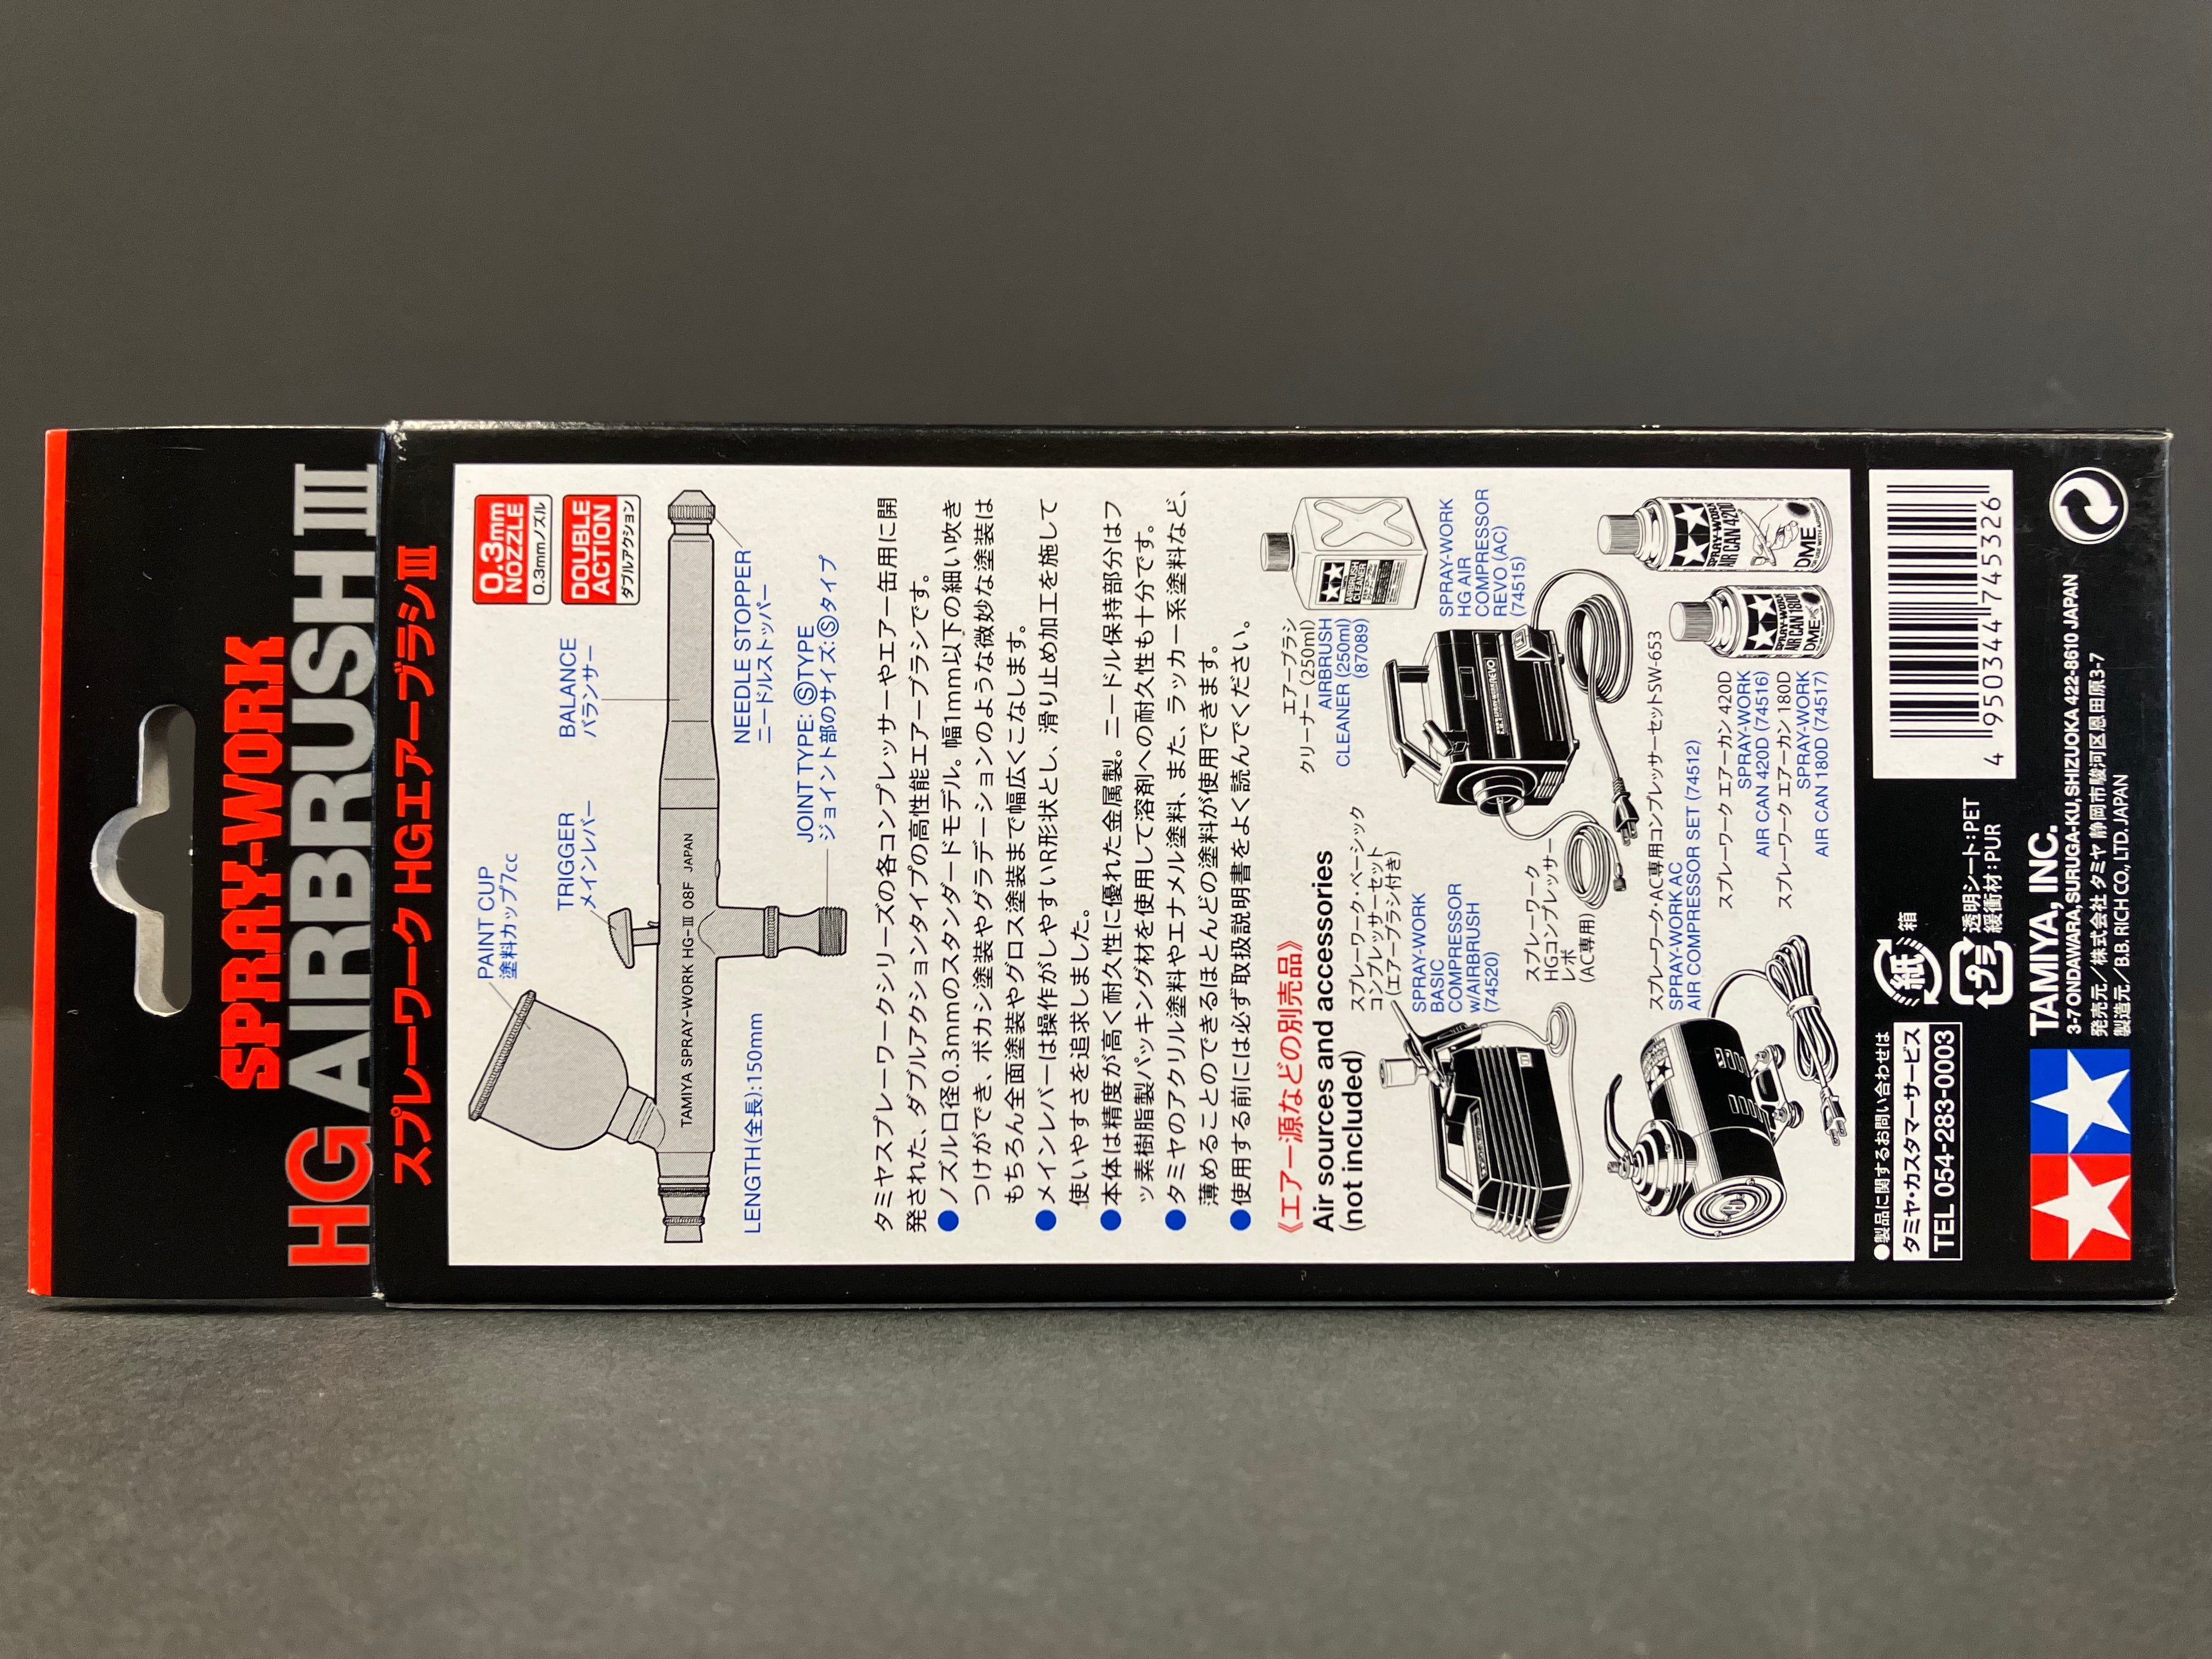 SPRAY-WORK
HG AIRBRUSH III
スプレーワーク HGエアーブラシⅢ
0.3mm
NOZZLE
0.3mmノズル
DOUBLE
ACTION
ダブルアクション
PAINT CUP
塗料カップ7cc
TRIGGER
メインレバー
BALANCE
バランサー
TAMIYA SPRAY-WORK HG-Ⅲ 08F JAPAN
NEEDLE STOPPER
ニードルストッパー
LENGTH(全長):150mm
JOINT TYPE: ⓈTYPE
ジョイント部のサイズ:Ⓢタイプ
タミヤスプレーワークシリーズの各コンプレッサーやエアー缶用に開
発された、ダブルアクションタイプの高性能エアーブラシです。
●ノズル口径0.3mmのスタンダードモデル。幅1mm以下の細い吹き
つけができ、ボカシ塗装やグラデーションのような微妙な塗装は
もちろん全面塗装やグロス塗装まで幅広くこなします。
●メインレバーは操作がしやすいR形状とし、滑り止め加工を施して
使いやすさを追求しました。
●本体は精度が高く耐久性に優れた金属製。ニードル保持部分はフ
ッ素樹脂製パッキング材を使用して溶剤への耐久性も十分です。
●タミヤのアクリル塗料やエナメル塗料、また、ラッカー系塗料など、
薄めることのできるほとんどの塗料が使用できます。
●使用する前には必ず取扱説明書をよく読んでください。
《エアー源などの別売品》
Air sources and accessories
(not included)
エアーブラシ
クリーナー (250ml)
AIRBRUSH
CLEANER (250ml)
(87089)
スプレーワーク・ベーシック
コンプレッサーセット
(エアーブラシ付き)
SPRAY-WORK
BASIC
COMPRESSOR
w/AIRBRUSH
(74520)
SPRAY-WORK
HG AIR
COMPRESSOR
REVO (AC)
(74515)
スプレーワーク
HGコンプレッサー
レボ
(AC専用)
スプレーワーク・AC専用コンプレッサーセットSW-653
SPRAY-WORK AC
AIR COMPRESSOR SET (74512)
スプレーワーク エアーカン 420D
SPRAY-WORK
AIR CAN 420D (74516)
スプレーワーク エアーカン 180D
SPRAY-WORK
AIR CAN 180D (74517)
AIRBRUSH
CLEANER
SPRAY-WORK
AIR CAN 420D
DME
SPRAY-WORK
AIR CAN 180D
DME
●製品に関するお問い合わせは
タミヤ・カスタマーサービス
TEL 054-283-0003
紙
箱
プラ
透明シート:PET
緩衝材:PUR
4 950344 745326
TAMIYA, INC.
3-7 ONDAWARA, SURUGA-KU, SHIZUOKA 422-8610 JAPAN
発売元/株式会社 タミヤ 静岡市駿河区恩田原3-7
製造元/B.B. RICH CO., LTD. JAPAN